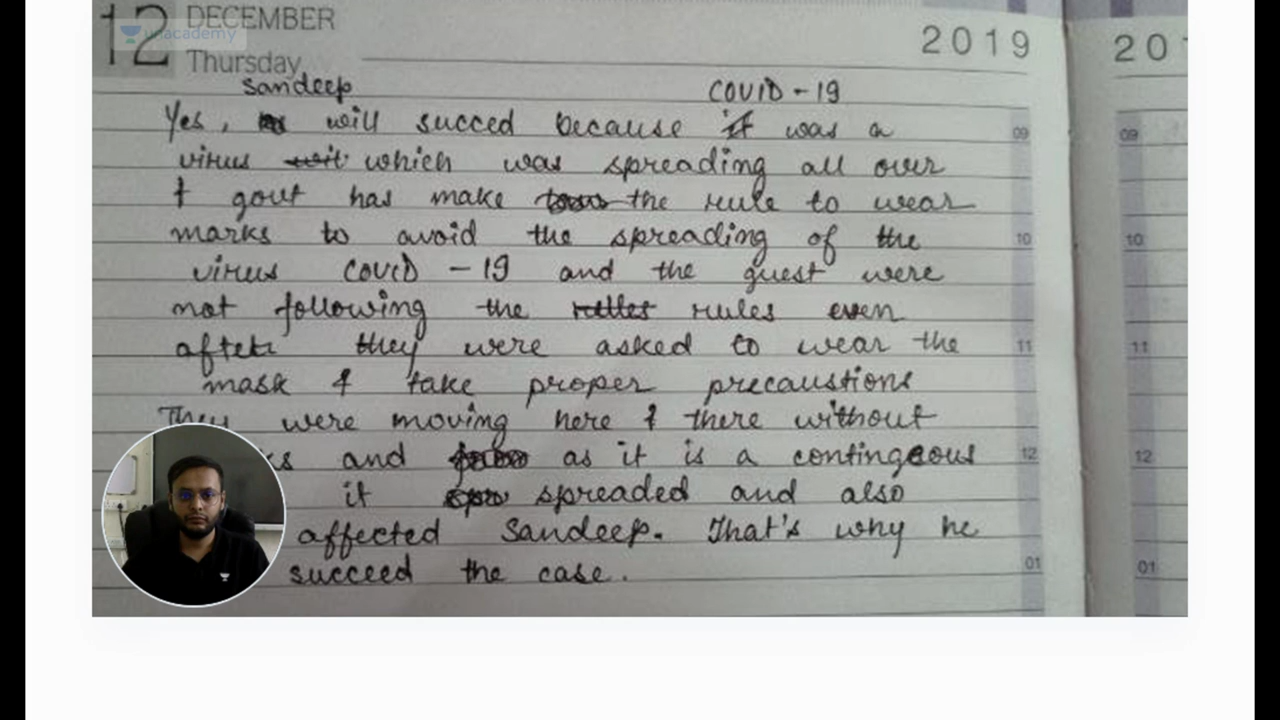 12 DECEMBER 2019 20
unacademy
Thursday
Sandeep COVID-19
Yes, will succed because it was a 09 09
virus which was spreading all over
& govt has make the rule to wear
marks to avoid the spreading of the 10 10
virus COVID -19 and the guest were
not following the rules even
after they were asked to wear the 11 11
mask & take proper precaustions
They were moving here & there without
ks and as it is a contingeous 12 12
it spreaded and also
affected Sandeep. That's why he
succeed the case. 01 01